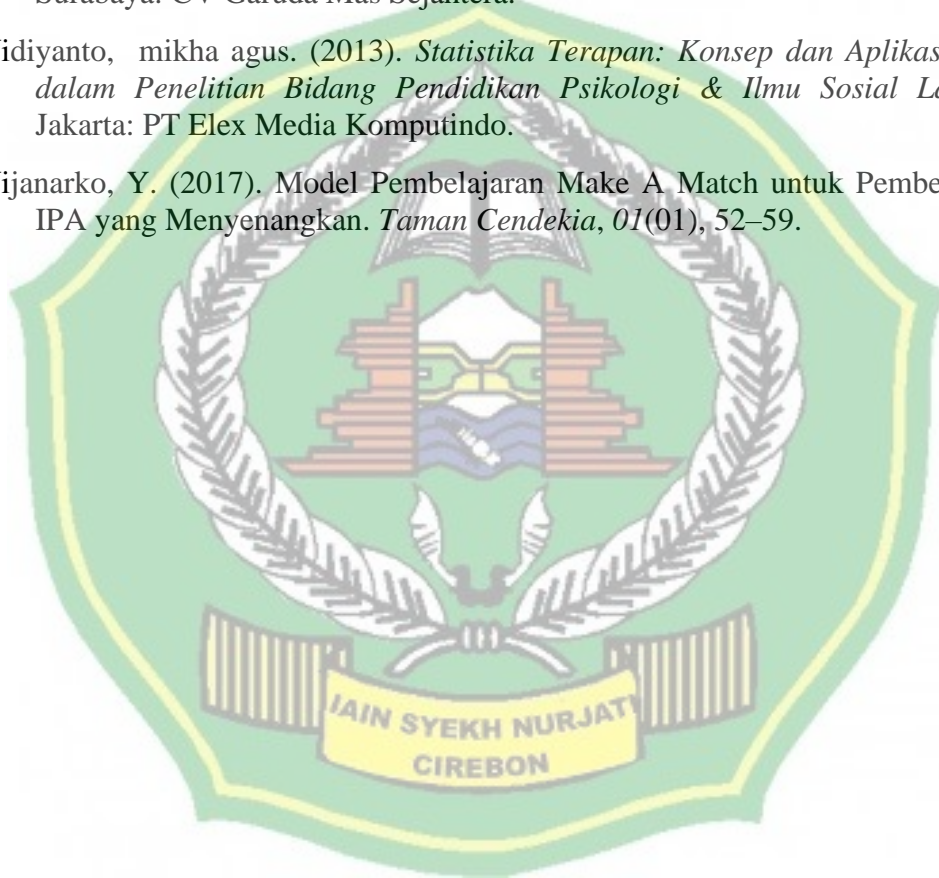 Surabaya: CV Garuda Mas Sejahtera.
idiyanto, mikha agus. (2013). Statistika Terapan: Konsep dan Aplikas
dalam Penelitian Bidang Pendidikan Psikologi & Ilmu Sosial La
Jakarta: PT Elex Media Komputindo.
ijanarko, Y. (2017). Model Pembelajaran Make A Match untuk Pembe
IPA yang Menyenangkan. Taman Cendekia, 01(01), 52–59.
IAIN SYEKH NURJATI
CIREBON